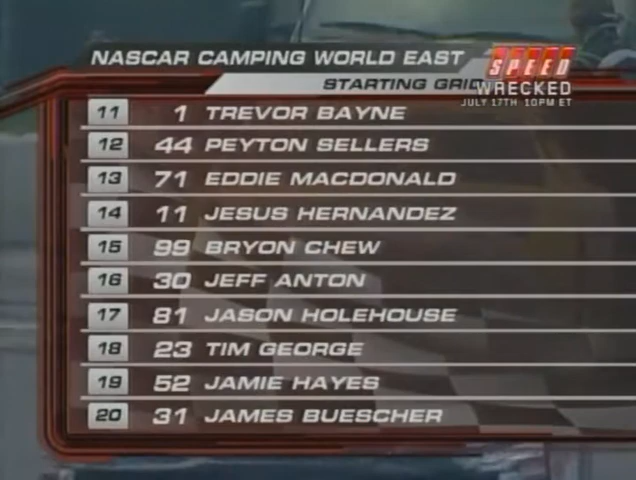 NASCAR CAMPING WORLD EAST
SPEED
STARTING GRID
WRECKED
JULY 17TH 10PM ET
11 1 TREVOR BAYNE
12 44 PEYTON SELLERS
13 71 EDDIE MACDONALD
14 11 JESUS HERNANDEZ
15 99 BRYON CHEW
16 30 JEFF ANTON
17 81 JASON HOLEHOUSE
18 23 TIM GEORGE
19 52 JAMIE HAYES
20 31 JAMES BUESCHER